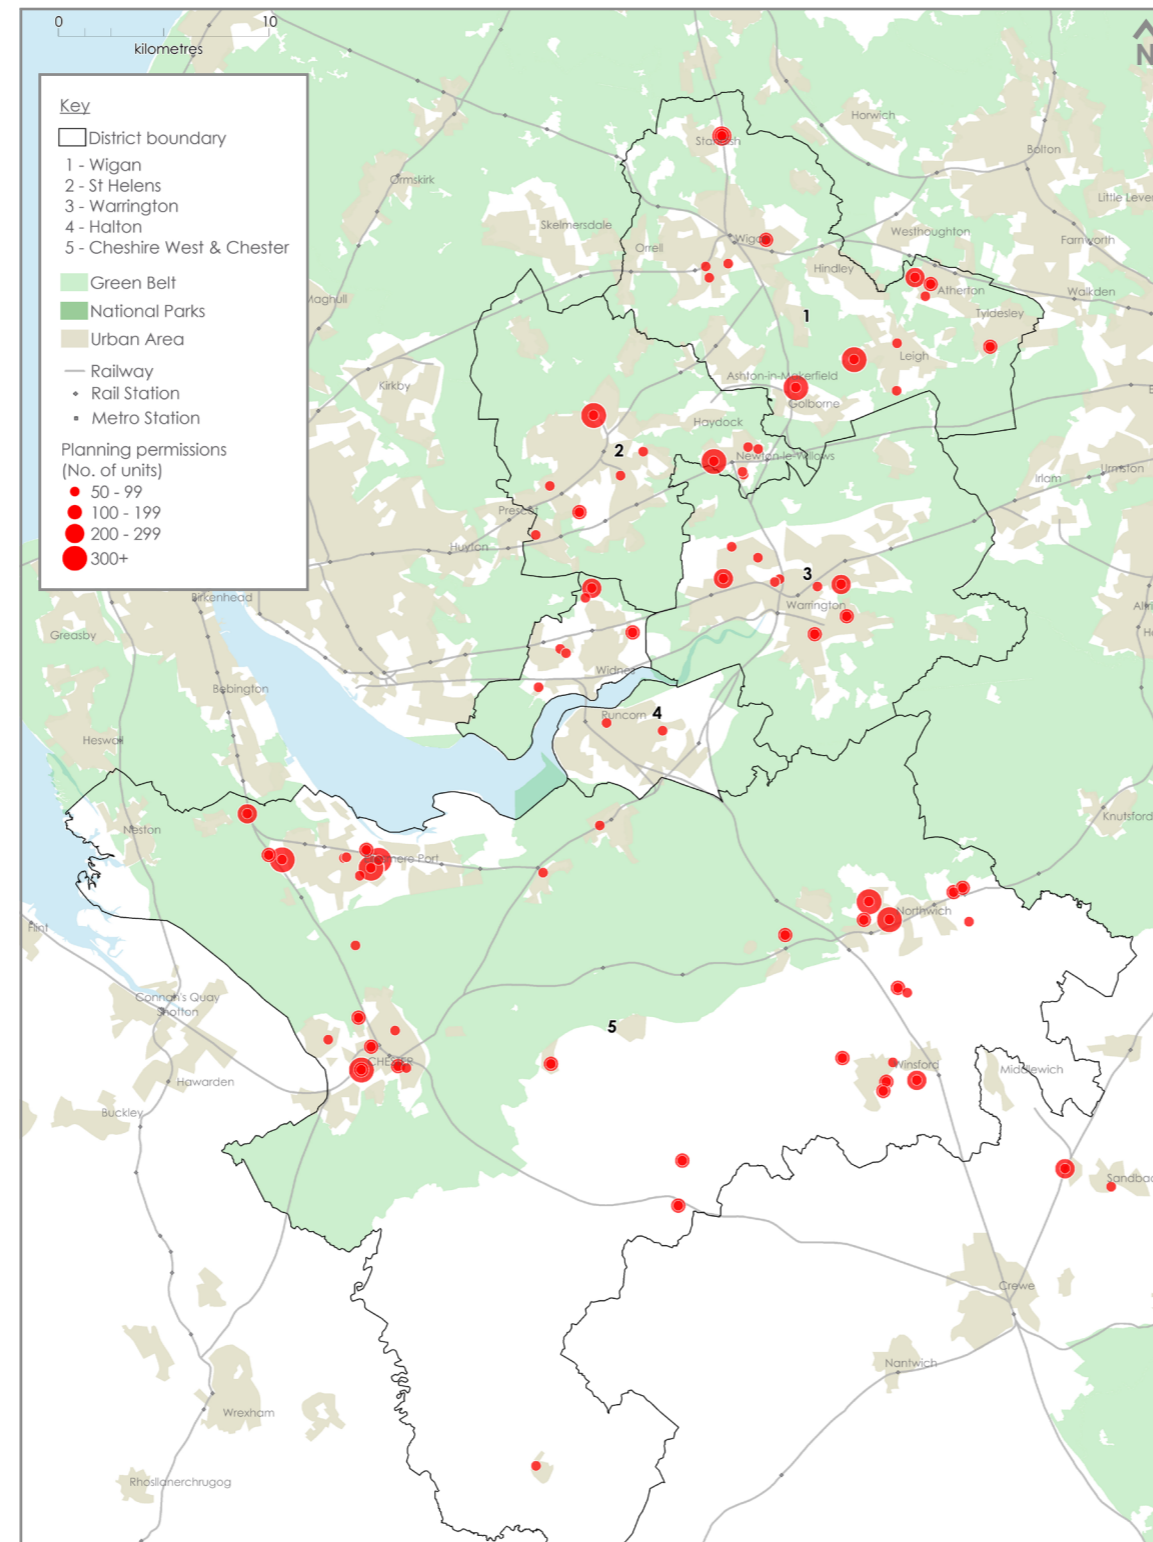 0 10
kilometres
N
Key
District boundary
1 - Wigan
2 - St Helens
3 - Warrington
4 - Halton
5 - Cheshire West & Chester
Green Belt
National Parks
Urban Area
Railway
Rail Station
Metro Station
Planning permissions
(No. of units)
50 - 99
100 - 199
200 - 299
300+
Horwich
Bolton
Ormskirk
Little Lever
Skelmersdale
Orrell
Westhoughton
Farnworth
Hindley
Atherton
Walkden
Tyldesley
1
Leigh
Kirkby
Ashton-in-Makerfield
Golborne
Haydock
2
Newton-le-Willows
Urmston
Irlam
Prescot
Huyton
3
Warrington
Birkenhead
Greasby
Widnes
Bebington
Runcorn
4
Heswall
Neston
Knutsford
Northwich
Flint
Connah's Quay
Shotton
5
CHESTER
Hawarden
Winsford
Middlewich
Buckley
Crewe
Nantwich
Wrexham
Rhosllanerchrugog